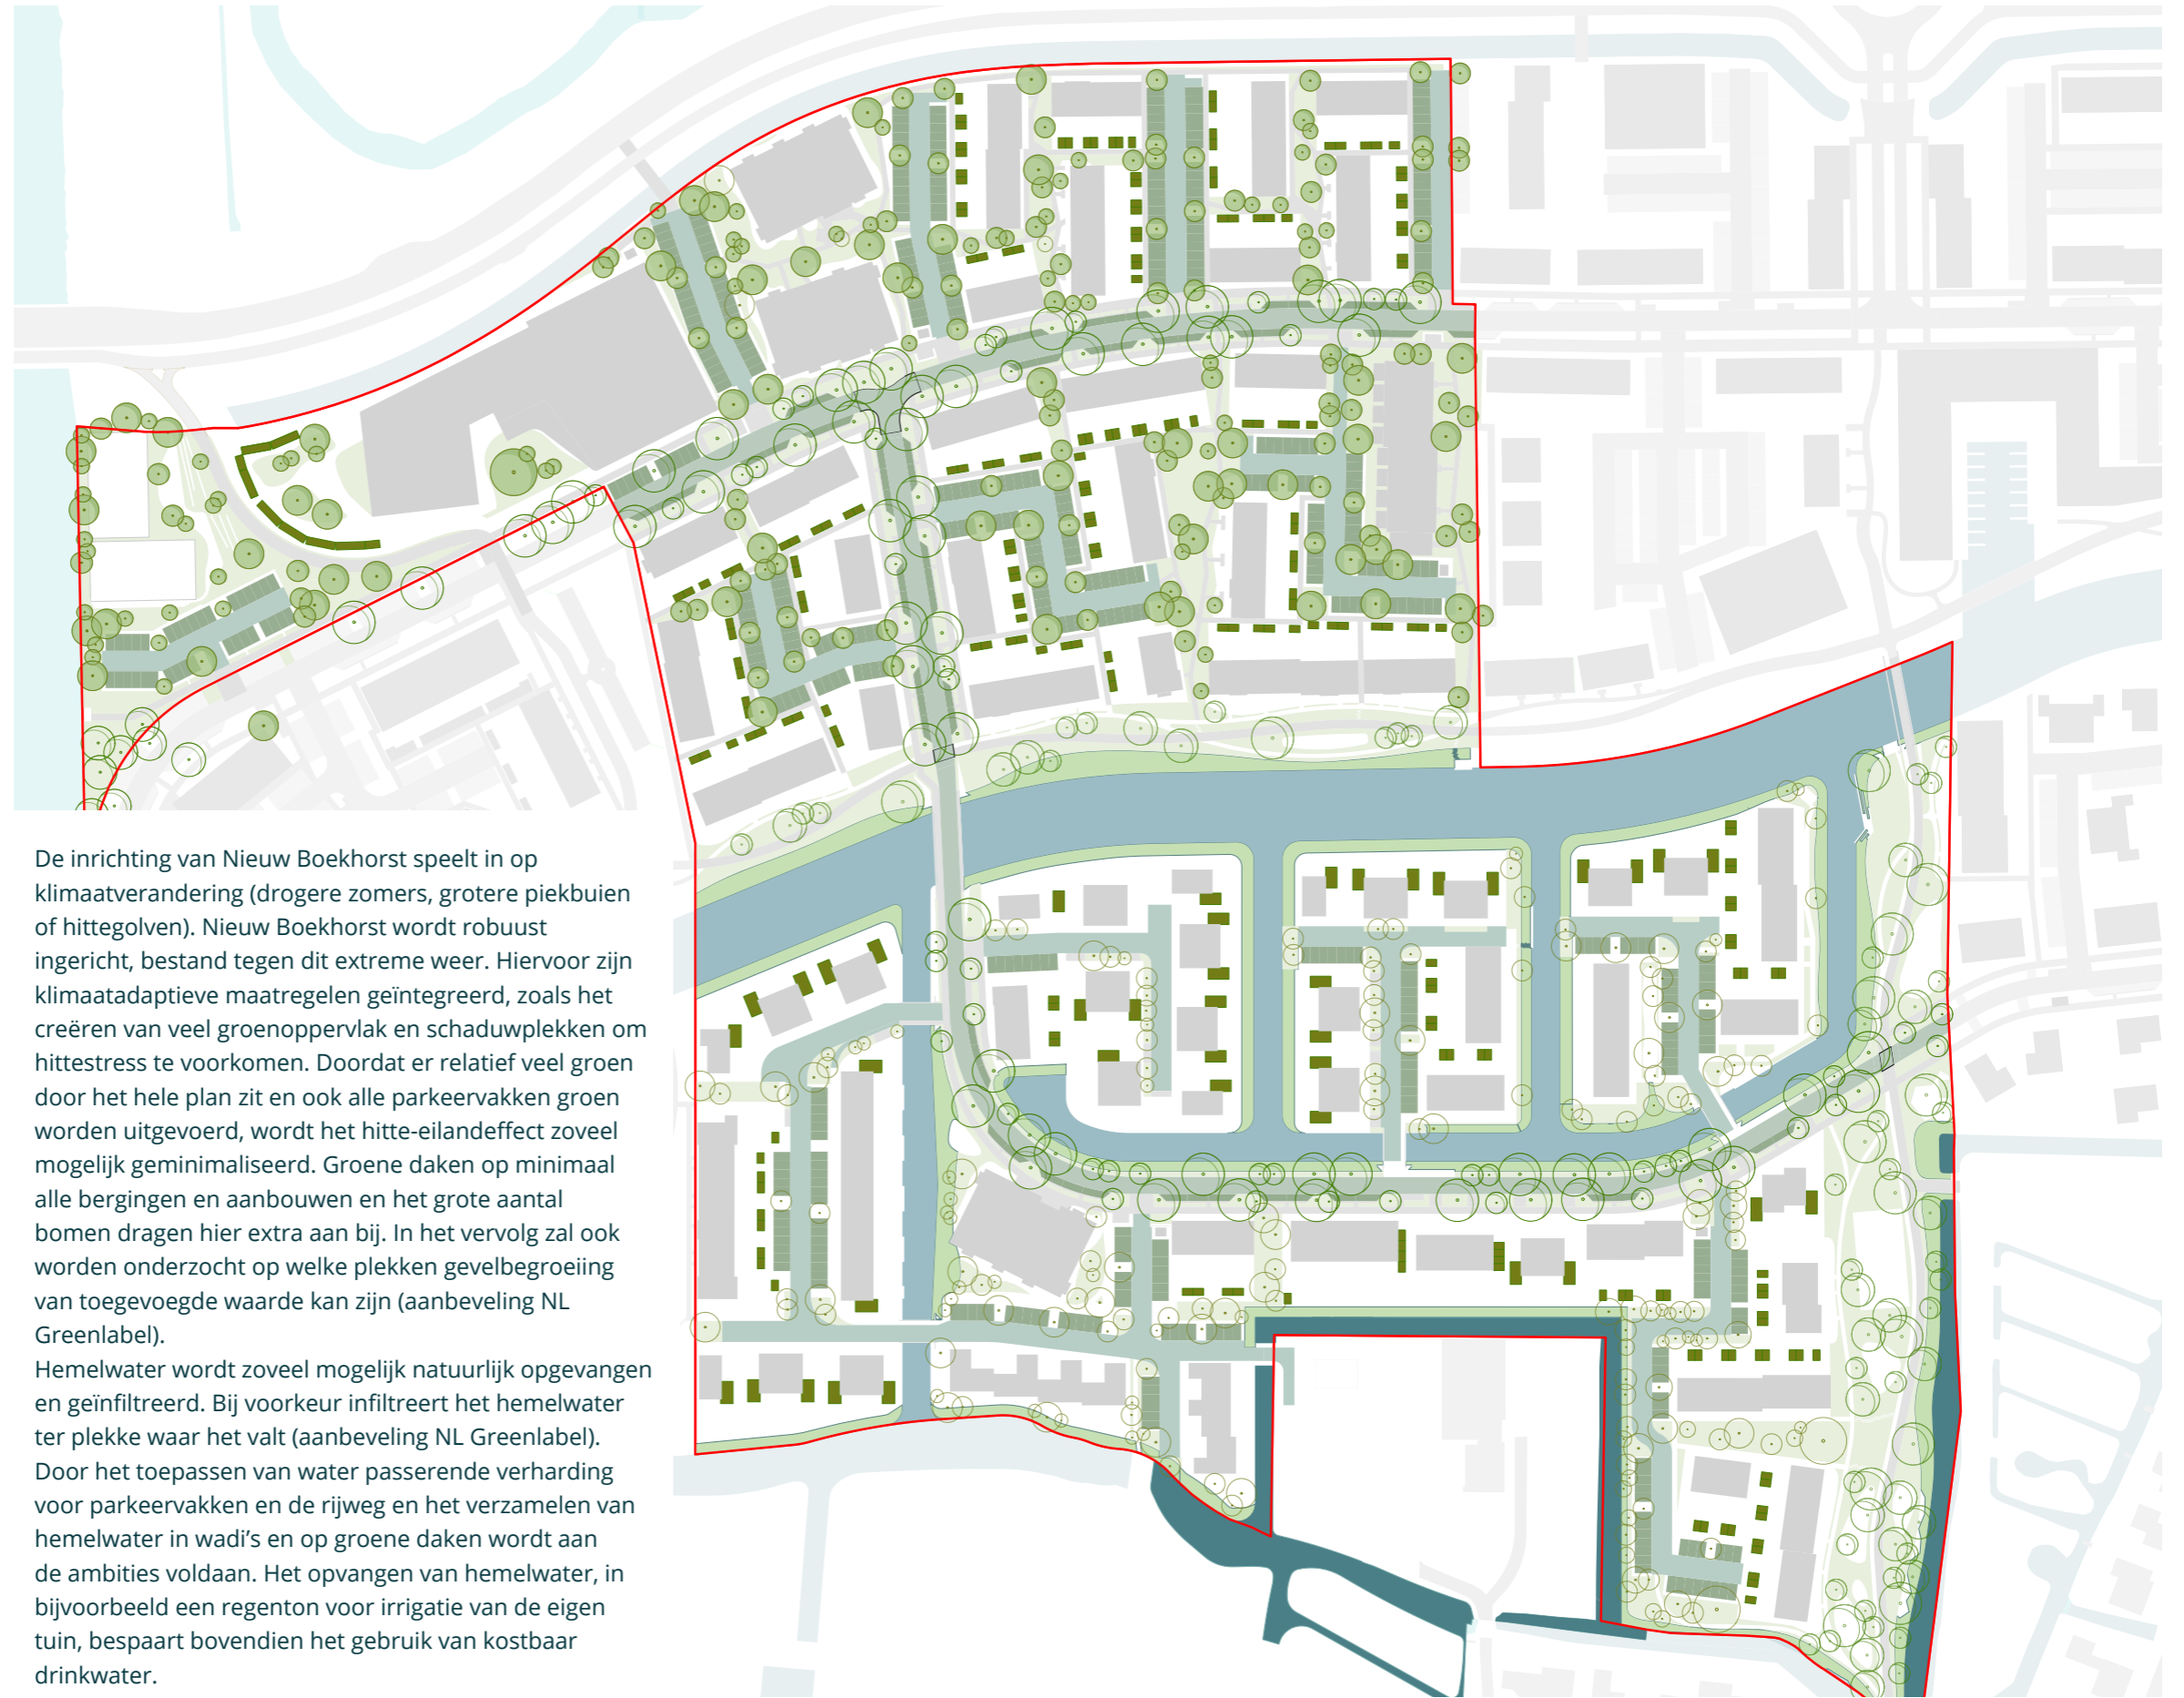 De inrichting van Nieuw Boekhorst speelt in op
klimaatverandering (drogere zomers, grotere piekbuien
of hittegolven). Nieuw Boekhorst wordt robuust
ingericht, bestand tegen dit extreme weer. Hiervoor zijn
klimaatadaptieve maatregelen geïntegreerd, zoals het
creëren van veel groenoppervlak en schaduwplekken om
hittestress te voorkomen. Doordat er relatief veel groen
door het hele plan zit en ook alle parkeervakken groen
worden uitgevoerd, wordt het hitte-eilandeffect zoveel
mogelijk geminimaliseerd. Groene daken op minimaal
alle bergingen en aanbouwen en het grote aantal
bomen dragen hier extra aan bij. In het vervolg zal ook
worden onderzocht op welke plekken gevelbegroeiing
van toegevoegde waarde kan zijn (aanbeveling NL
Greenlabel).
Hemelwater wordt zoveel mogelijk natuurlijk opgevangen
en geïnfiltreerd. Bij voorkeur infiltreert het hemelwater
ter plekke waar het valt (aanbeveling NL Greenlabel).
Door het toepassen van water passerende verharding
voor parkeervakken en de rijweg en het verzamelen van
hemelwater in wadi’s en op groene daken wordt aan
de ambities voldaan. Het opvangen van hemelwater, in
bijvoorbeeld een regenton voor irrigatie van de eigen
tuin, bespaart bovendien het gebruik van kostbaar
drinkwater.